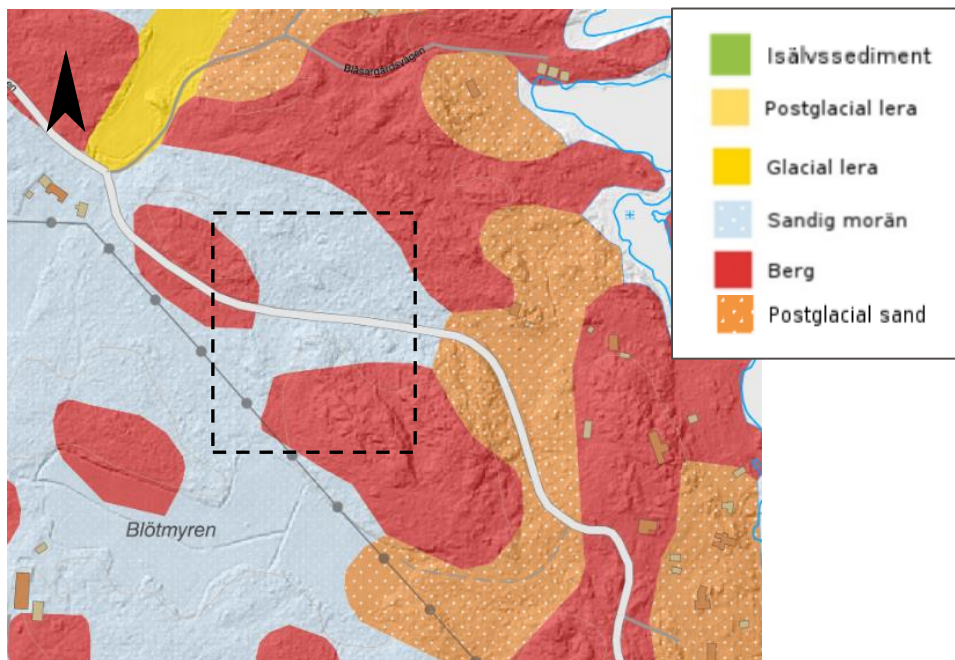 Blåsargårdsvägen
Blötmyren
Isälvssediment
Postglacial lera
Glacial lera
Sandig morän
Berg
Postglacial sand